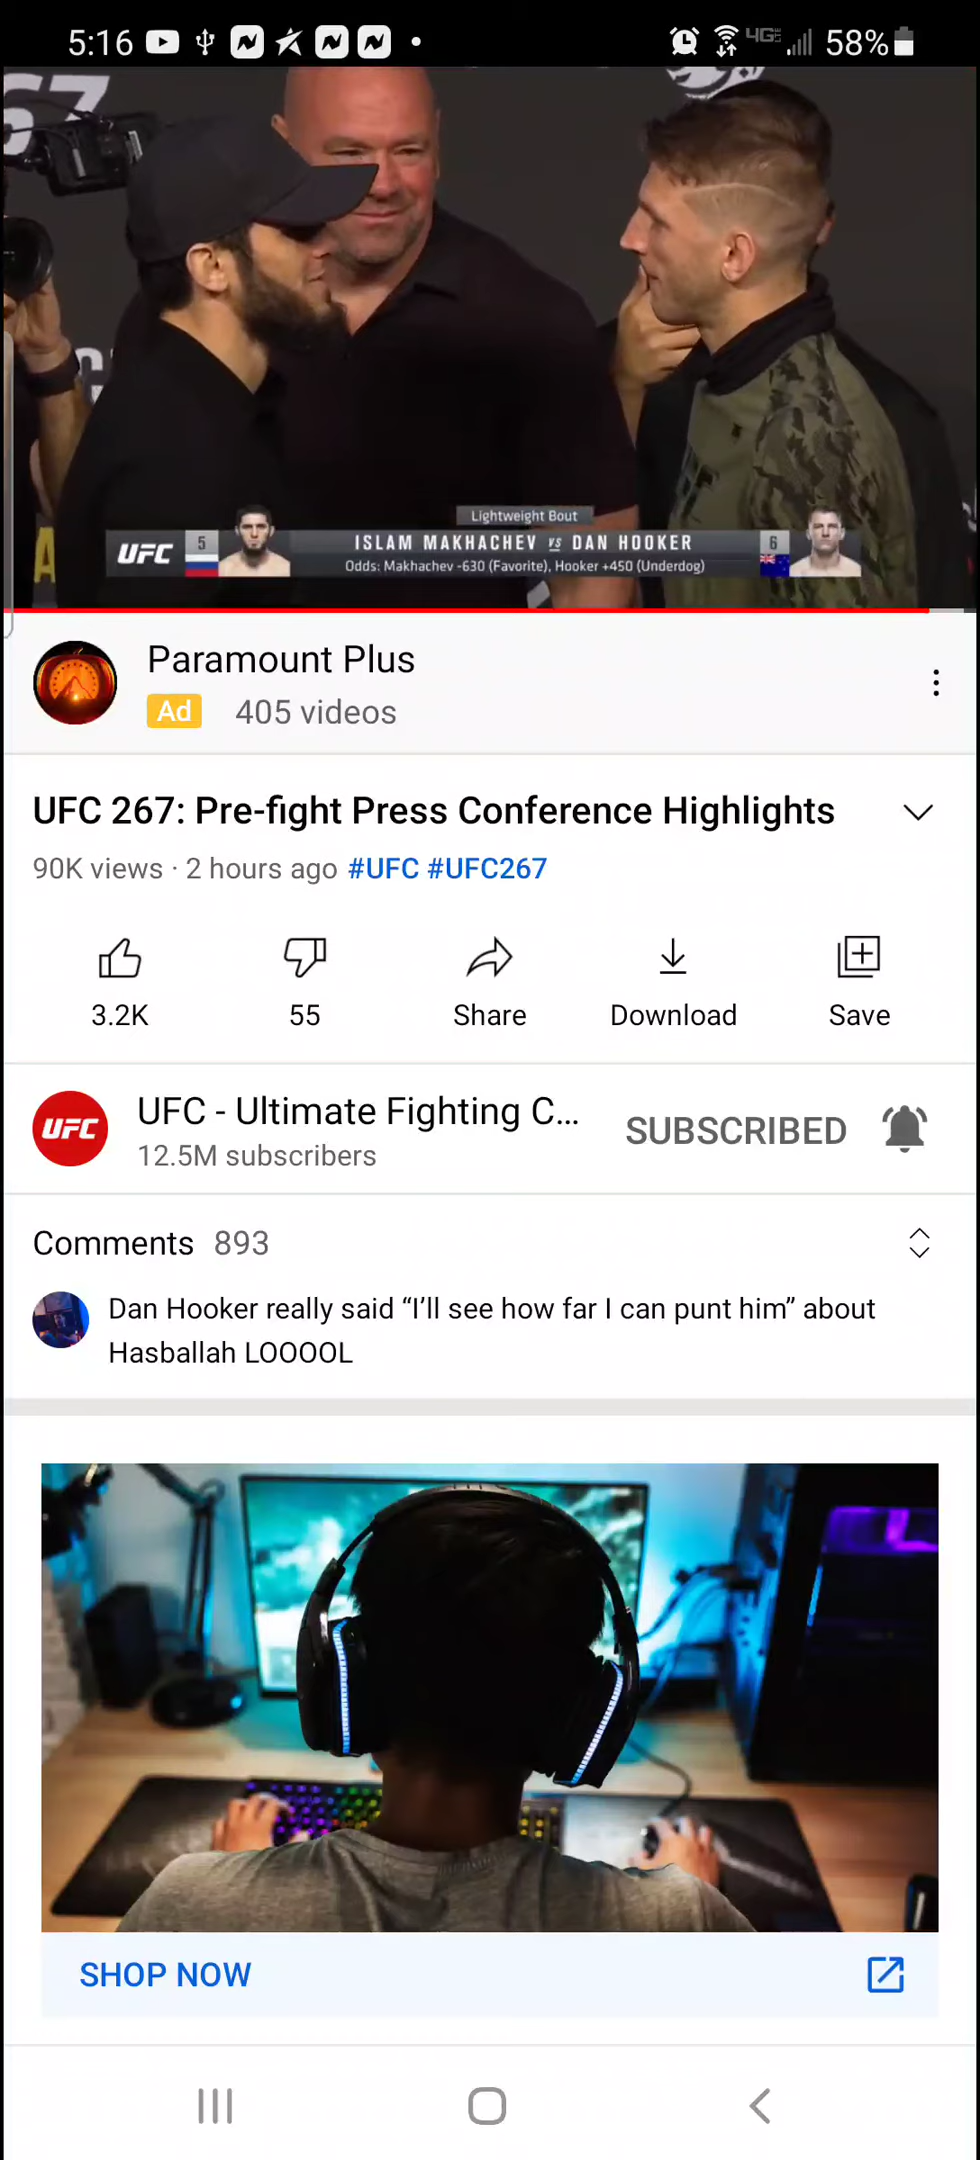 5:16
4G
58%
67
Lightweight Bout
UFC 5 ISLAM MAKHACHEV vs DAN HOOKER 6
Odds: Makhachev -630 (Favorite), Hooker +450 (Underdog)
Paramount Plus
Ad 405 videos
UFC 267: Pre-fight Press Conference Highlights
90K views · 2 hours ago #UFC #UFC267
3.2K 55 Share Download Save
UFC UFC - Ultimate Fighting C... SUBSCRIBED
12.5M subscribers
Comments 893
Dan Hooker really said “I’ll see how far I can punt him” about
Hasballah LOOOOL
SHOP NOW